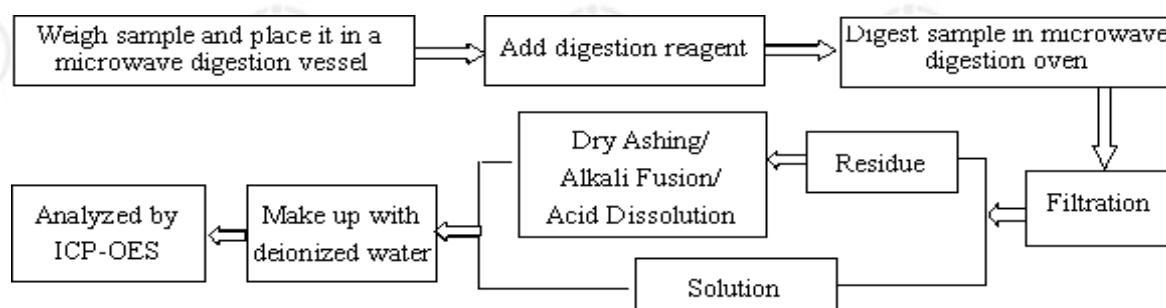 Weigh sample and place it in a
microwave digestion vessel
Add digestion reagent
Digest sample in microwave
digestion oven
Filtration
Residue
Solution
Dry Ashing/
Alkali Fusion/
Acid Dissolution
Make up with
deionized water
Analyzed by
ICP-OES